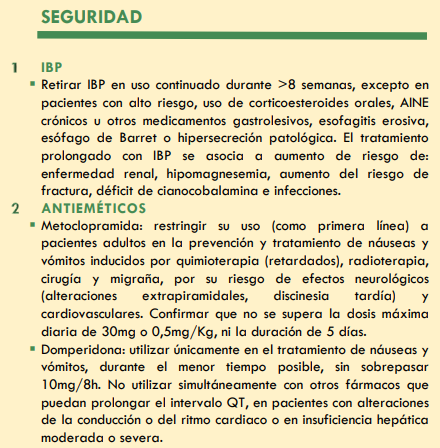 SEGURIDAD
1 IBP
▪ Retirar IBP en uso continuado durante >8 semanas, excepto en
pacientes con alto riesgo, uso de corticoesteroides orales, AINE
crónicos u otros medicamentos gastrolesivos, esofagitis erosiva,
esófago de Barret o hipersecreción patológica. El tratamiento
prolongado con IBP se asocia a aumento de riesgo de:
enfermedad renal, hipomagnesemia, aumento del riesgo de
fractura, déficit de cianocobalamina e infecciones.
2 ANTIEMÉTICOS
▪ Metoclopramida: restringir su uso (como primera línea) a
pacientes adultos en la prevención y tratamiento de náuseas y
vómitos inducidos por quimioterapia (retardados), radioterapia,
cirugía y migraña, por su riesgo de efectos neurológicos
(alteraciones extrapiramidales, discinesia tardía) y
cardiovasculares. Confirmar que no se supera la dosis máxima
diaria de 30mg o 0,5mg/Kg, ni la duración de 5 días.
▪ Domperidona: utilizar únicamente en el tratamiento de náuseas y
vómitos, durante el menor tiempo posible, sin sobrepasar
10mg/8h. No utilizar simultáneamente con otros fármacos que
puedan prolongar el intervalo QT, en pacientes con alteraciones
de la conducción o del ritmo cardiaco o en insuficiencia hepática
moderada o severa.